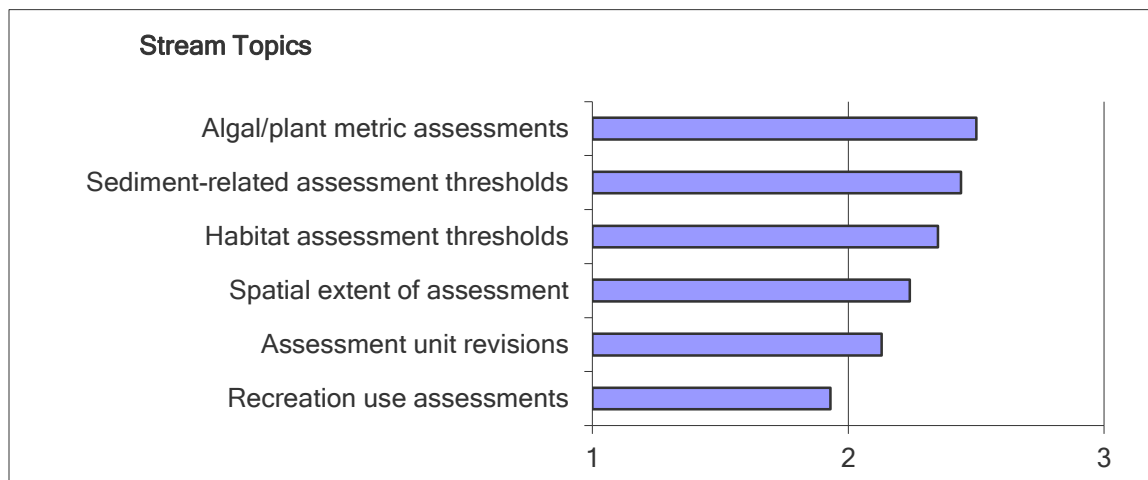 Stream Topics
Algal/plant metric assessments
Sediment-related assessment thresholds
Habitat assessment thresholds
Spatial extent of assessment
Assessment unit revisions
Recreation use assessments
1 2 3